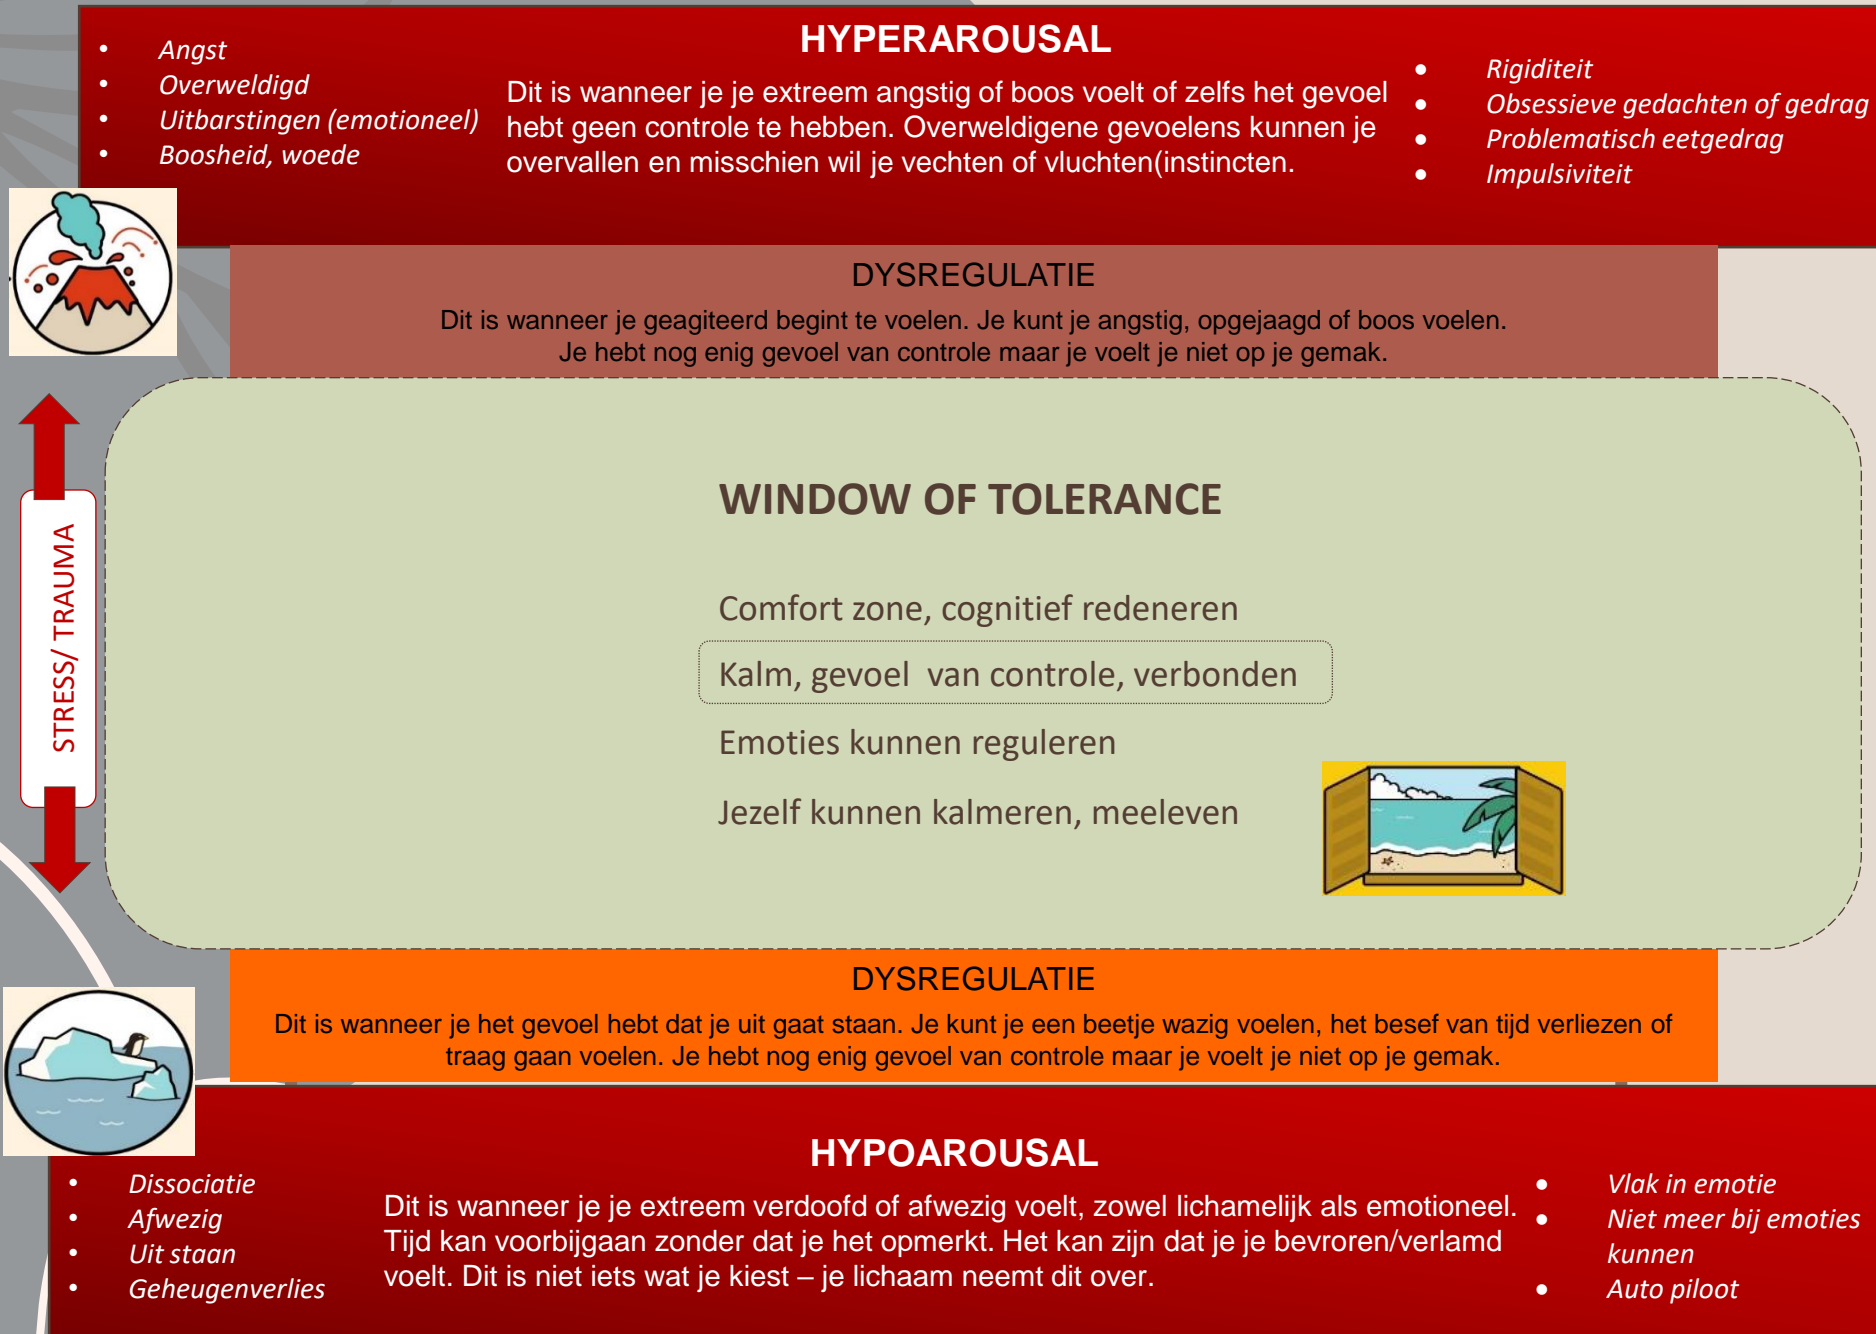 HYPERAROUSAL
• Angst
• Overweldigd
• Uitbarstingen (emotioneel)
• Boosheid, woede
Dit is wanneer je je extreem angstig of boos voelt of zelfs het gevoel
hebt geen controle te hebben. Overweldigene gevoelens kunnen je
overvallen en misschien wil je vechten of vluchten(instincten.
• Rigiditeit
• Obsessieve gedachten of gedrag
• Problematisch eetgedrag
• Impulsiviteit
DYSREGULATIE
Dit is wanneer je geagiteerd begint te voelen. Je kunt je angstig, opgejaagd of boos voelen.
Je hebt nog enig gevoel van controle maar je voelt je niet op je gemak.
STRESS/ TRAUMA
WINDOW OF TOLERANCE
Comfort zone, cognitief redeneren
Kalm, gevoel  van controle, verbonden
Emoties kunnen reguleren
Jezelf kunnen kalmeren, meeleven
DYSREGULATIE
Dit is wanneer je het gevoel hebt dat je uit gaat staan. Je kunt je een beetje wazig voelen, het besef van tijd verliezen of
traag gaan voelen. Je hebt nog enig gevoel van controle maar je voelt je niet op je gemak.
HYPOAROUSAL
• Dissociatie
• Afwezig
• Uit staan
• Geheugenverlies
Dit is wanneer je je extreem verdoofd of afwezig voelt, zowel lichamelijk als emotioneel.
Tijd kan voorbijgaan zonder dat je het opmerkt. Het kan zijn dat je je bevroren/verlamd
voelt. Dit is niet iets wat je kiest – je lichaam neemt dit over.
• Vlak in emotie
• Niet meer bij emoties
kunnen
• Auto piloot